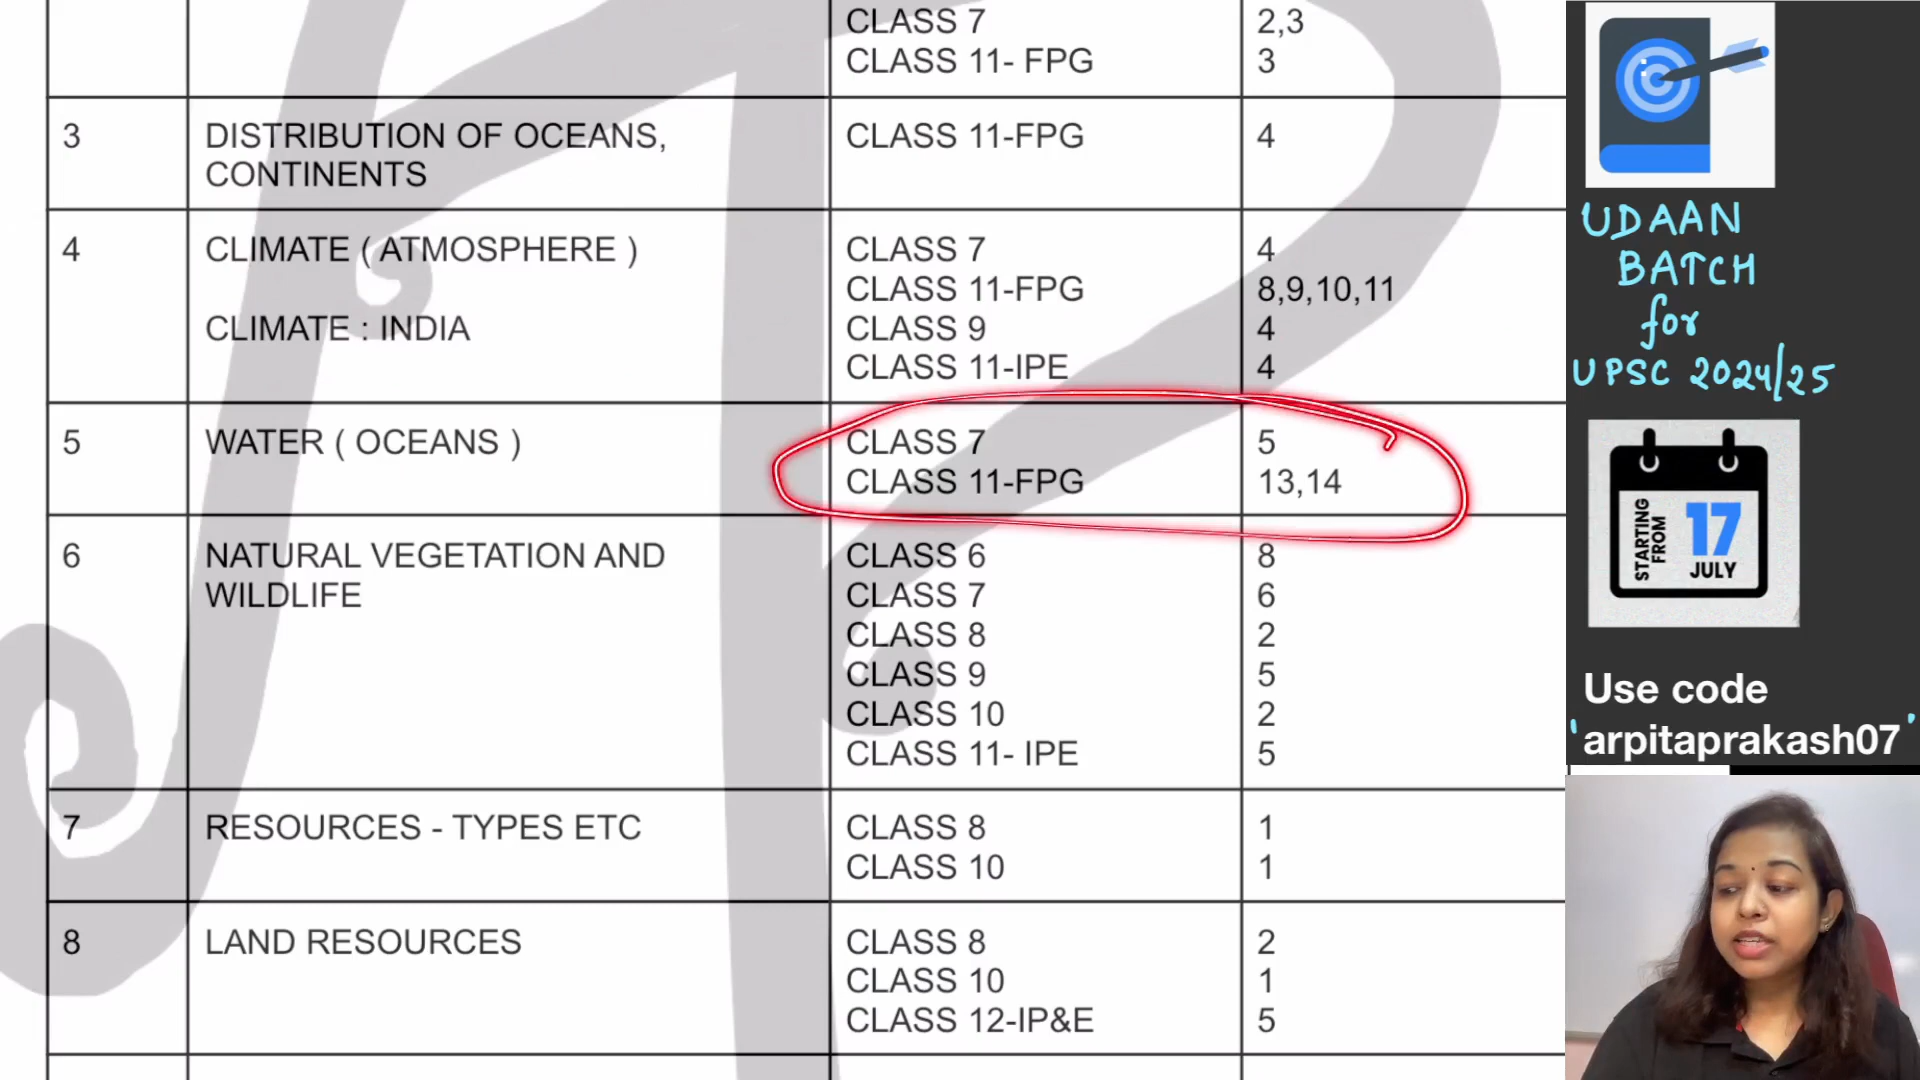 CLASS 7 2,3
CLASS 11- FPG 3
3 DISTRIBUTION OF OCEANS, CLASS 11-FPG 4
CONTINENTS
4 CLIMATE ( ATMOSPHERE ) CLASS 7 4
CLASS 11-FPG 8,9,10,11
CLIMATE : INDIA CLASS 9 4
CLASS 11-IPE 4
5 WATER ( OCEANS ) CLASS 7 5
CLASS 11-FPG 13,14
6 NATURAL VEGETATION AND CLASS 6 8
WILDLIFE CLASS 7 6
CLASS 8 2
CLASS 9 5
CLASS 10 2
CLASS 11- IPE 5
7 RESOURCES - TYPES ETC CLASS 8 1
CLASS 10 1
8 LAND RESOURCES CLASS 8 2
CLASS 10 1
CLASS 12-IP&E 5
UDAAN
BATCH
for
UPSC 2024/25
STARTING
FROM
17
JULY
Use code
'arpitaprakash07'